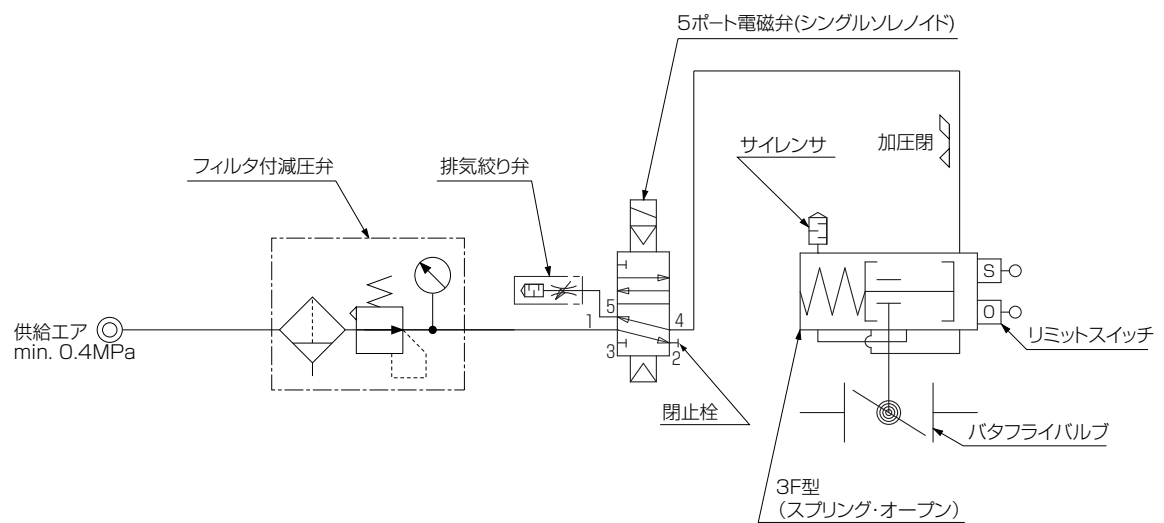 5ポート電磁弁(シングルソレノイド)
サイレンサ
加圧閉
フィルタ付減圧弁
排気絞り弁
S
O
リミットスイッチ
供給エア
min. 0.4MPa
5
1
4
3
2
閉止栓
バタフライバルブ
3F型
(スプリング・オープン)